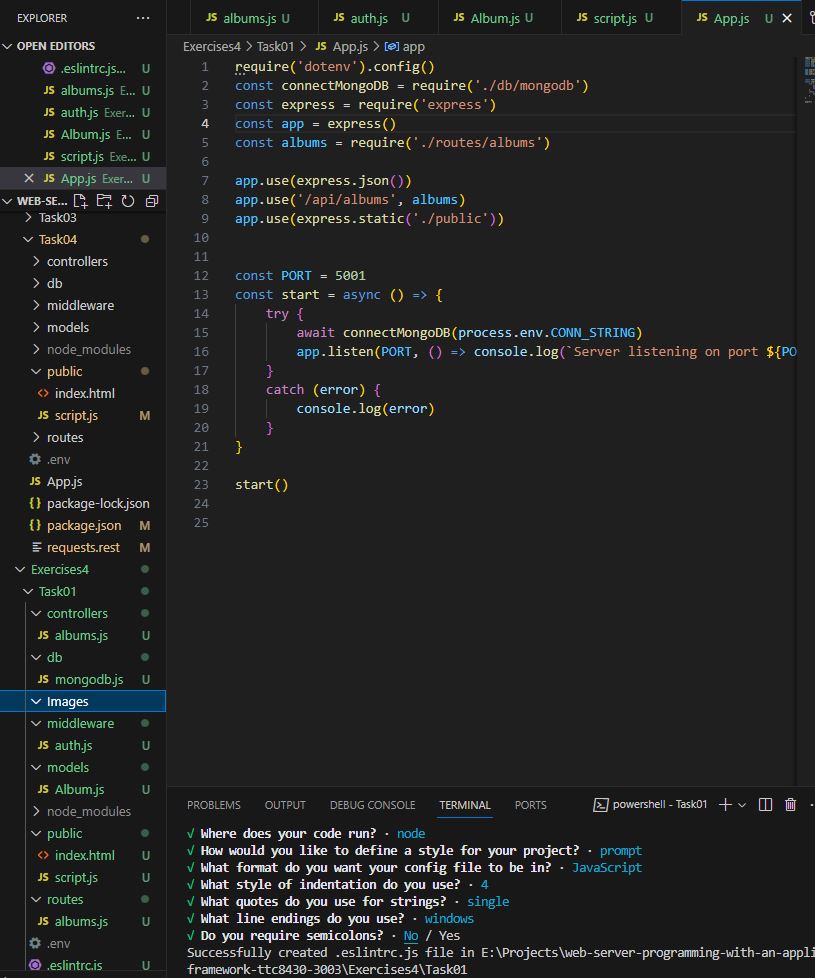 EXPLORER
OPEN EDITORS
.eslintrc.js... U
JS albums.js E... U
JS auth.js Exer... U
JS Album.js E... U
JS script.js Exe... U
JS App.js Exer... U
WEB-SE...
Task03
Task04
controllers
db
middleware
models
node_modules
public
index.html
JS script.js M
routes
.env
JS App.js
{} package-lock.json
{} package.json M
requests.rest M
Exercises4
Task01
controllers
JS albums.js U
db
JS mongodb.js U
Images
middleware
JS auth.js U
models
JS Album.js U
node_modules
public
index.html U
JS script.js U
routes
JS albums.js U
.env
.eslintrc.js U
JS albums.js U JS auth.js U JS Album.js U JS script.js U JS App.js U
Exercises4 > Task01 > JS App.js > app
1 require('dotenv').config()
2 const connectMongoDB = require('./db/mongodb')
3 const express = require('express')
4 const app = express()
5 const albums = require('./routes/albums')
6
7 app.use(express.json())
8 app.use('/api/albums', albums)
9 app.use(express.static('./public'))
10
11
12 const PORT = 5001
13 const start = async () => {
14 try {
15 await connectMongoDB(process.env.CONN_STRING)
16 app.listen(PORT, () => console.log(`Server listening on port ${PO
17 }
18 catch (error) {
19 console.log(error)
20 }
21 }
22
23 start()
24
25
PROBLEMS OUTPUT DEBUG CONSOLE TERMINAL PORTS powershell - Task01
√ Where does your code run? · node
√ How would you like to define a style for your project? · prompt
√ What format do you want your config file to be in? · JavaScript
√ What style of indentation do you use? · 4
√ What quotes do you use for strings? · single
√ What line endings do you use? · windows
√ Do you require semicolons? · No / Yes
Successfully created .eslintrc.js file in E:\Projects\web-server-programming-with-an-appli
framework-ttc8430-3003\Exercises4\Task01